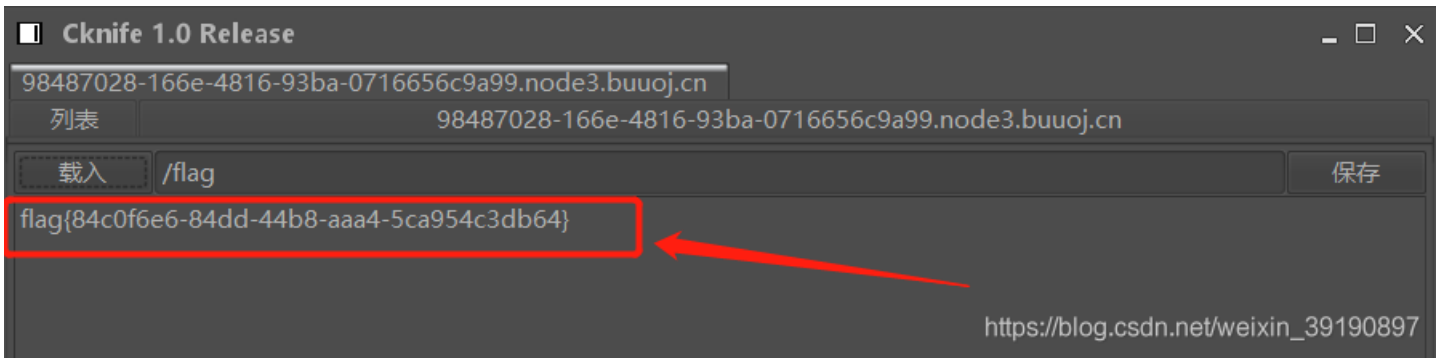 Cknife 1.0 Release
98487028-166e-4816-93ba-0716656c9a99.node3.buuoj.cn
列表 98487028-166e-4816-93ba-0716656c9a99.node3.buuoj.cn
载入 /flag 保存
flag{84c0f6e6-84dd-44b8-aaa4-5ca954c3db64}
https://blog.csdn.net/weixin_39190897